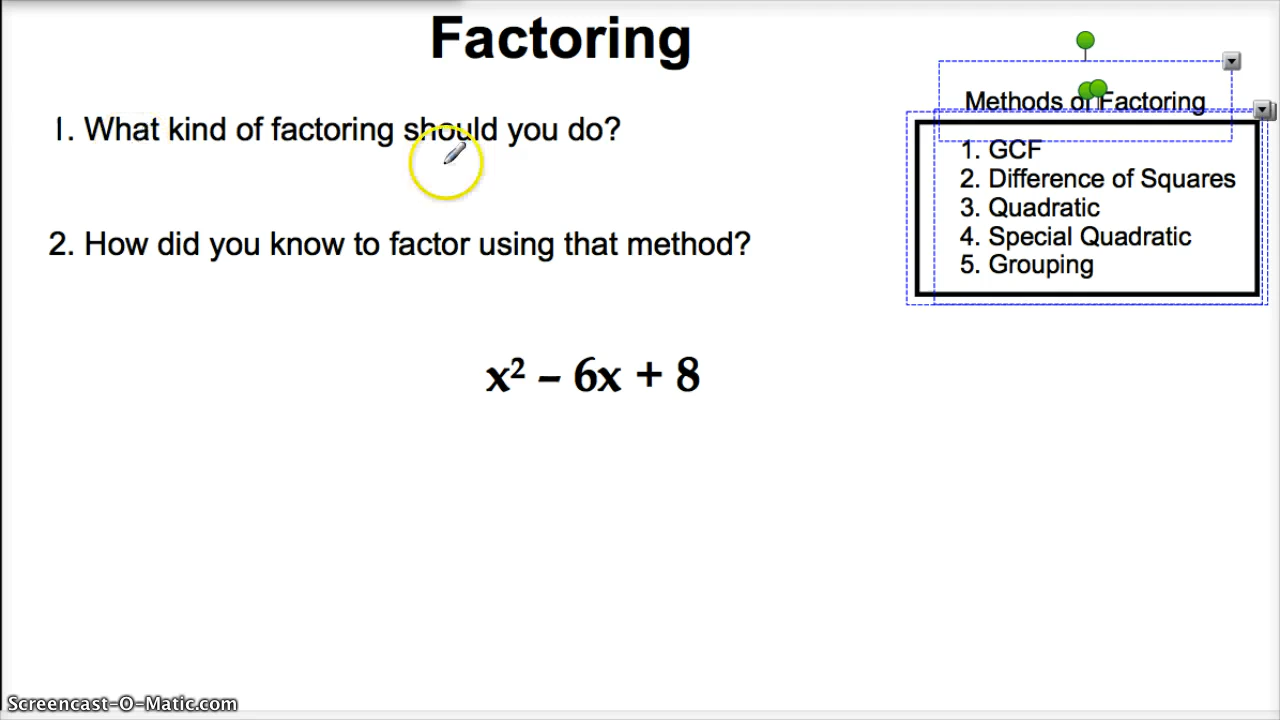 Factoring
1. What kind of factoring should you do?
2. How did you know to factor using that method?
x² – 6x + 8
Methods of Factoring
1. GCF
2. Difference of Squares
3. Quadratic
4. Special Quadratic
5. Grouping
Screencast-O-Matic.com